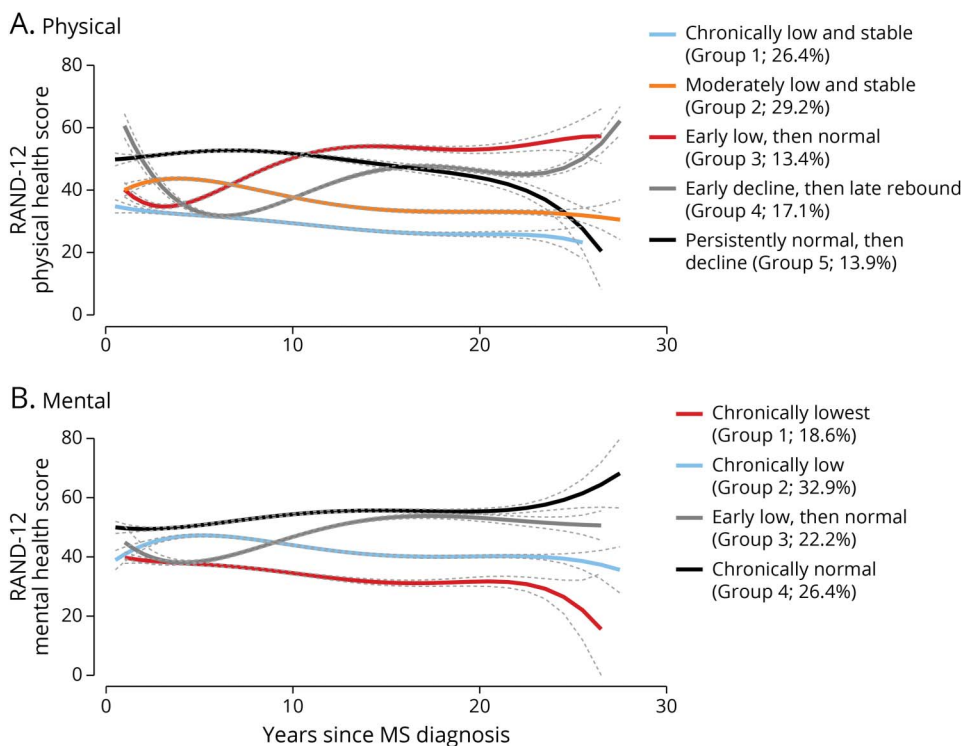 A. Physical
RAND-12
physical health score
80
60
40
20
0
0
10
20
30
Chronically low and stable
(Group 1; 26.4%)
Moderately low and stable
(Group 2; 29.2%)
Early low, then normal
(Group 3; 13.4%)
Early decline, then late rebound
(Group 4; 17.1%)
Persistently normal, then
decline (Group 5; 13.9%)
B. Mental
RAND-12
mental health score
80
60
40
20
0
0
10
20
30
Years since MS diagnosis
Chronically lowest
(Group 1; 18.6%)
Chronically low
(Group 2; 32.9%)
Early low, then normal
(Group 3; 22.2%)
Chronically normal
(Group 4; 26.4%)